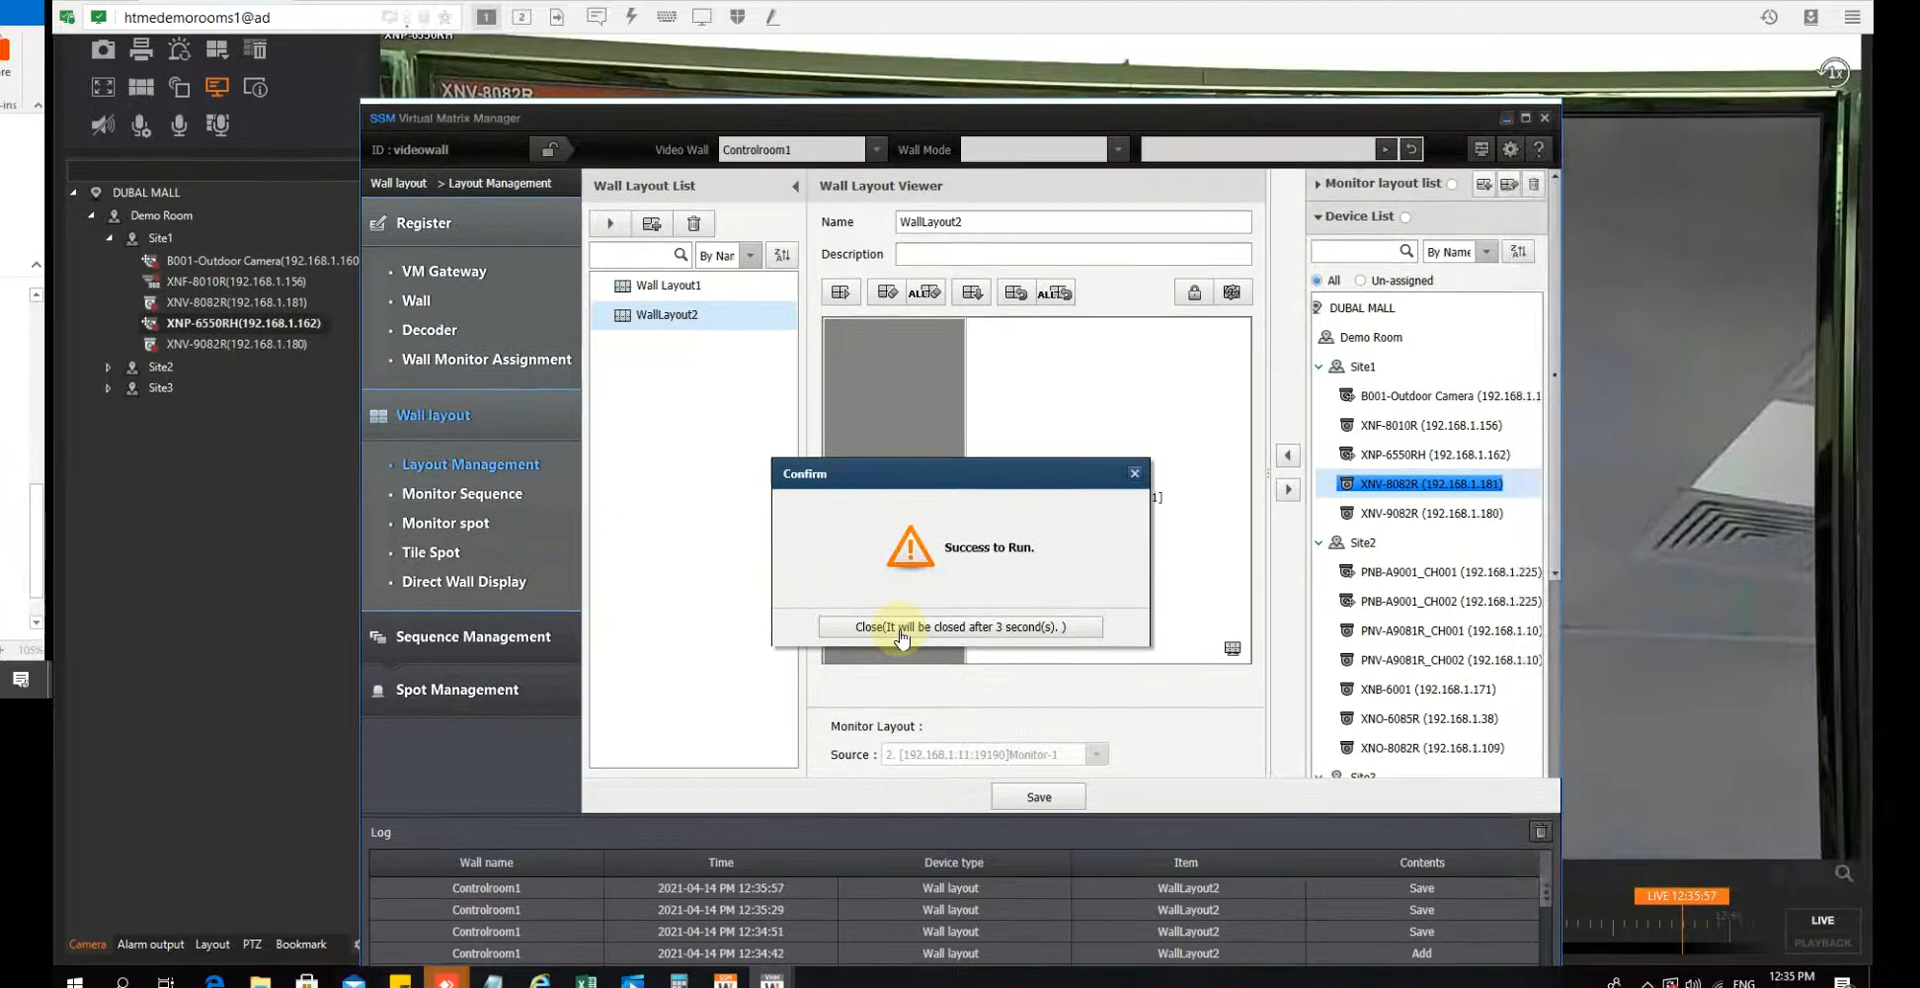 htmedemorooms1@ad
1
2
XNP-6550RH
1x
ore
-ins
XNV-8082R
SSM Virtual Matrix Manager
ID : videowall
Video Wall
Controlroom1
Wall Mode
?
Wall layout > Layout Management
Wall Layout List
Wall Layout Viewer
Monitor layout list
DUBAL MALL
Demo Room
Site1
B001-Outdoor Camera(192.168.1.160
XNF-8010R(192.168.1.156)
XNV-8082R(192.168.1.181)
XNP-6550RH(192.168.1.162)
XNV-9082R(192.168.1.180)
Site2
Site3
Register
VM Gateway
Wall
Decoder
Wall Monitor Assignment
Wall layout
Layout Management
Monitor Sequence
Monitor spot
Tile Spot
Direct Wall Display
Sequence Management
Spot Management
By Nar
Wall Layout1
WallLayout2
Name
WallLayout2
Description
ALL
ALL
1]
Confirm
Success to Run.
Close(It will be closed after 3 second(s). )
Monitor Layout :
Source :
2. [192.168.1.11:19190]Monitor-1
Save
Device List
By Name
All
Un-assigned
DUBAL MALL
Demo Room
Site1
B001-Outdoor Camera (192.168.1.1
XNF-8010R (192.168.1.156)
XNP-6550RH (192.168.1.162)
XNV-8082R (192.168.1.181)
XNV-9082R (192.168.1.180)
Site2
PNB-A9001_CH001 (192.168.1.225)
PNB-A9001_CH002 (192.168.1.225)
PNV-A9081R_CH001 (192.168.1.10)
PNV-A9081R_CH002 (192.168.1.10)
XNB-6001 (192.168.1.171)
XNO-6085R (192.168.1.38)
XNO-8082R (192.168.1.109)
Site3
105%
Log
Wall name Time Device type Item Contents
Controlroom1 2021-04-14 PM 12:35:57 Wall layout WallLayout2 Save
Controlroom1 2021-04-14 PM 12:35:29 Wall layout WallLayout2 Save
Controlroom1 2021-04-14 PM 12:34:51 Wall layout WallLayout2 Save
Controlroom1 2021-04-14 PM 12:34:42 Wall layout WallLayout2 Add
LIVE 12:35:57
LIVE
PLAYBACK
Camera Alarm output Layout PTZ Bookmark
ENG
12:35 PM